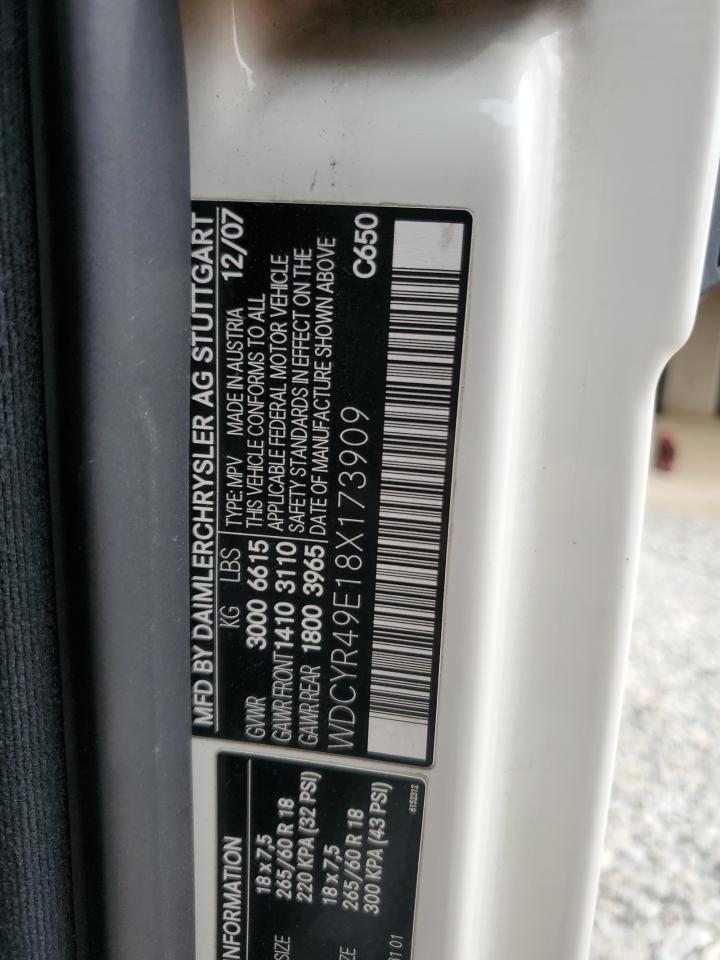 MFD BY DAIMLERCHRYSLER AG STUTTGART
KG LBS TYPE: MPV MADE IN AUSTRIA 12/07
GVWR 3000 6615 THIS VEHICLE CONFORMS TO ALL
GAWR FRONT 1410 3110 APPLICABLE FEDERAL MOTOR VEHICLE
GAWR REAR 1800 3965 SAFETY STANDARDS IN EFFECT ON THE
DATE OF MANUFACTURE SHOWN ABOVE
WDCYR49E18X173909 C650
NFORMATION
SIZE
18 x 7,5
265/60 R 18
220 KPA (32 PSI)
SIZE
18 x 7,5
265/60 R 18
300 KPA (43 PSI)
01
6152312